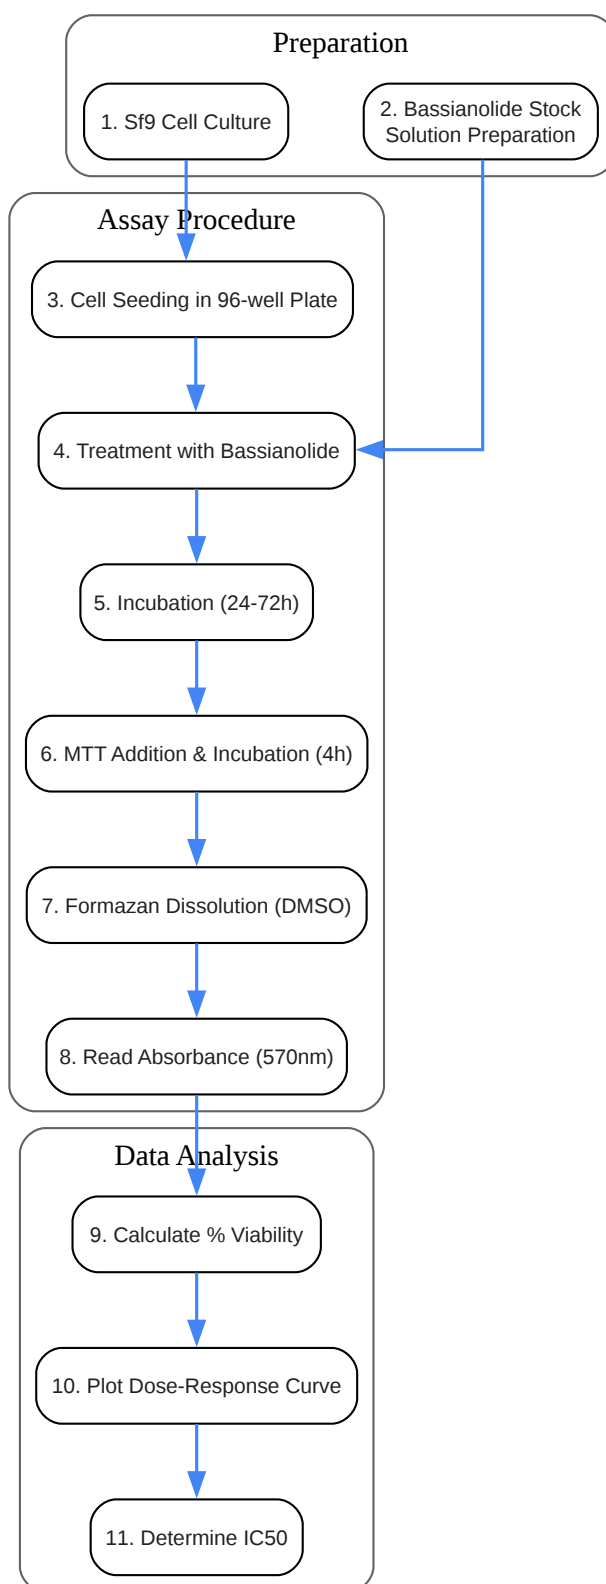 Preparation
1. Sf9 Cell Culture
2. Bassianolide Stock
Solution Preparation
Assay Procedure
3. Cell Seeding in 96-well Plate
4. Treatment with Bassianolide
5. Incubation (24-72h)
6. MTT Addition & Incubation (4h)
7. Formazan Dissolution (DMSO)
8. Read Absorbance (570nm)
Data Analysis
9. Calculate % Viability
10. Plot Dose-Response Curve
11. Determine IC50